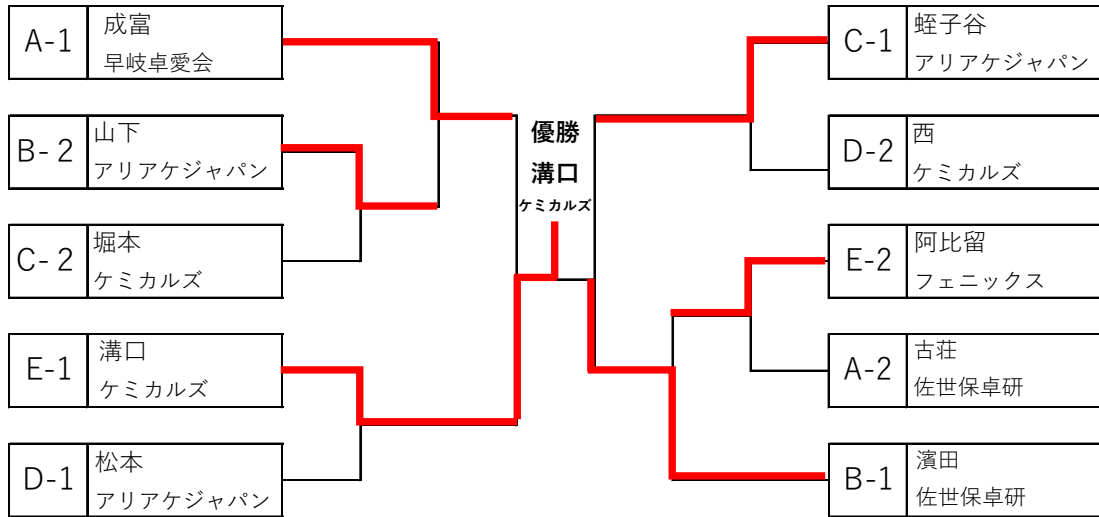 A-1
成富
早岐卓愛会
B-2
山下
アリアケジャパン
C-2
堀本
ケミカルズ
E-1
溝口
ケミカルズ
D-1
松本
アリアケジャパン
優勝
溝口
ケミカルズ
C-1
蛭子谷
アリアケジャパン
D-2
西
ケミカルズ
E-2
阿比留
フェニックス
A-2
古荘
佐世保卓研
B-1
濱田
佐世保卓研